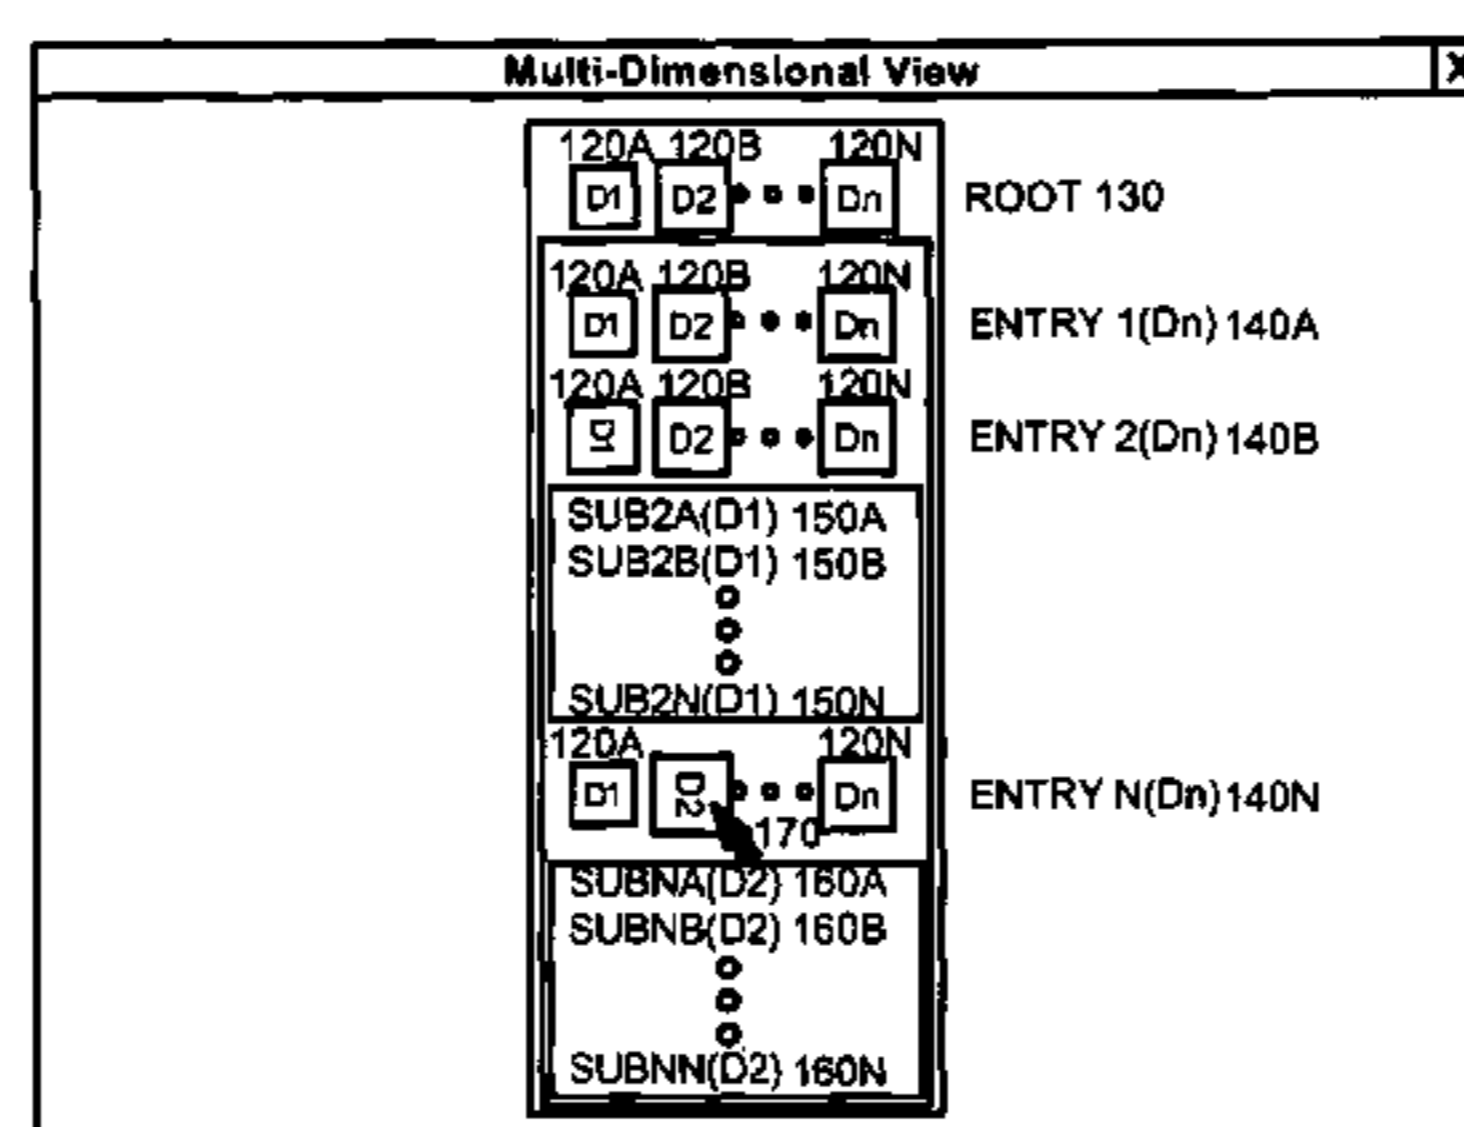 Multi-Dimensional View X
120A 120B 120N
D1 D2 Dn ROOT 130
120A 120B 120N
D1 D2 Dn ENTRY 1(Dn) 140A
120A 120B 120N
D1 D2 Dn ENTRY 2(Dn) 140B
SUB2A(D1) 150A
SUB2B(D1) 150B
SUB2N(D1) 150N
120A 120N
D1 D2 Dn ENTRY N(Dn) 140N
170
SUBNA(D2) 160A
SUBNB(D2) 160B
SUBNN(D2) 160N